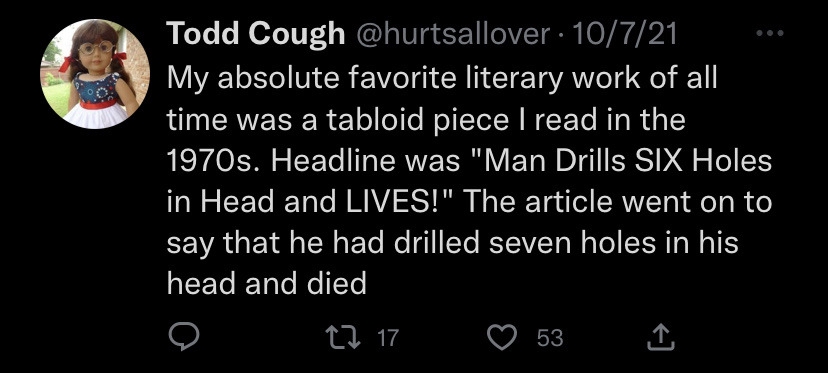 Todd Cough @hurtsallover · 10/7/21
My absolute favorite literary work of all
time was a tabloid piece I read in the
1970s. Headline was "Man Drills SIX Holes
in Head and LIVES!" The article went on to
say that he had drilled seven holes in his
head and died
17 53